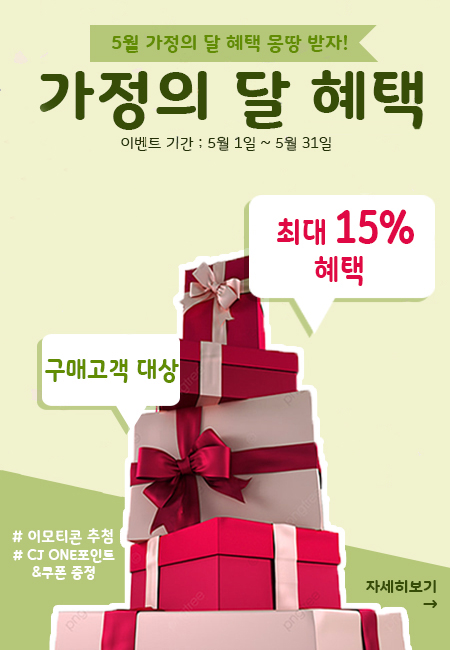 5월 가정의 달 혜택 몽땅 받자!
가정의 달 혜택
이벤트 기간 ; 5월 1일 ~ 5월 31일
최대 15%
혜택
구매고객 대상
# 이모티콘 추첨
# CJ ONE포인트
&쿠폰 증정
자세히보기
→